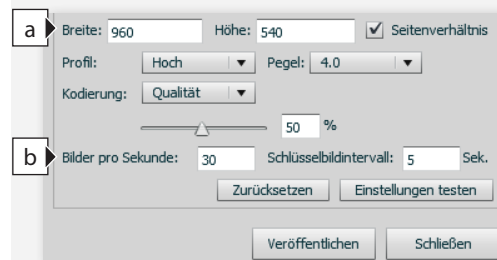 a Breite: 960 Höhe: 540 Seitenverhältnis
Profil: Hoch Pegel: 4.0
Kodierung: Qualität
50 %
b Bilder pro Sekunde: 30 Schlüsselbildintervall: 5 Sek.
Zurücksetzen Einstellungen testen
Veröffentlichen Schließen